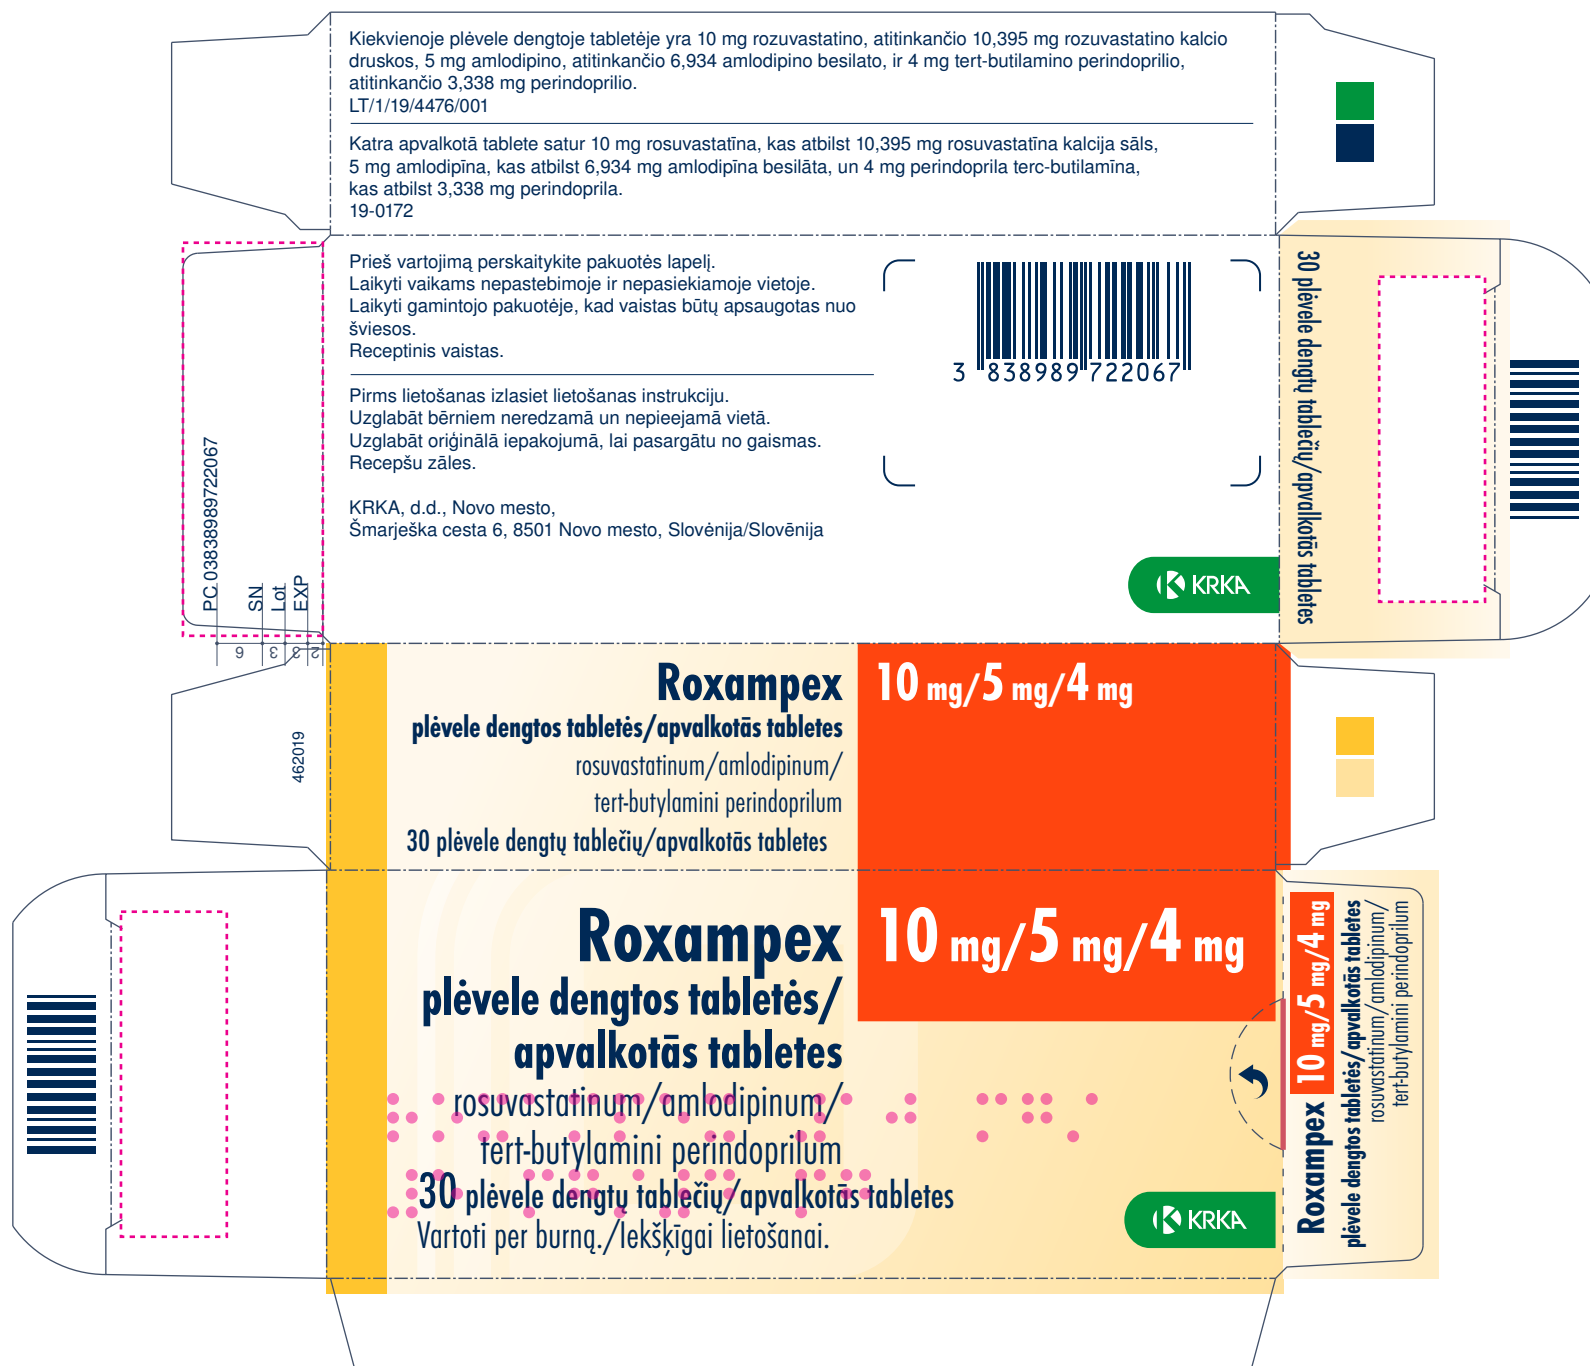 Kiekvienoje plėvele dengtoje tabletėje yra 10 mg rozuvastatino, atitinkančio 10,395 mg rozuvastatino kalcio
druskos, 5 mg amlodipino, atitinkančio 6,934 amlodipino besilato, ir 4 mg tert-butilamino perindoprilio,
atitinkančio 3,338 mg perindoprilio.
LT/1/19/4476/001
Katra apvalkotā tablete satur 10 mg rosuvastatīna, kas atbilst 10,395 mg rosuvastatīna kalcija sāls,
5 mg amlodipīna, kas atbilst 6,934 mg amlodipīna besilāta, un 4 mg perindoprila terc-butilamīna,
kas atbilst 3,338 mg perindoprila.
19-0172
Prieš vartojimą perskaitykite pakuotės lapelį.
Laikyti vaikams nepastebimoje ir nepasiekiamoje vietoje.
Laikyti gamintojo pakuotėje, kad vaistas būtų apsaugotas nuo
šviesos.
Receptinis vaistas.
Pirms lietošanas izlasiet lietošanas instrukciju.
Uzglabāt bērniem neredzamā un nepieejamā vietā.
Uzglabāt oriģinālā iepakojumā, lai pasargātu no gaismas.
Recepšu zāles.
KRKA, d.d., Novo mesto,
Šmarješka cesta 6, 8501 Novo mesto, Slovėnija/Slovēnija
3 838989 722067
KRKA
30 plėvele dengtų tablečių/apvalkotās tabletes
PC 03838989722067
SN
Lot
EXP
6 3 3 2
462019
Roxampex 10 mg/5 mg/4 mg
plėvele dengtos tabletės/apvalkotās tabletes
rosuvastatinum/amlodipinum/
tert-butylamini perindoprilum
30 plėvele dengtų tablečių/apvalkotās tabletes
Roxampex 10 mg/5 mg/4 mg
plėvele dengtos tabletės/
apvalkotās tabletes
rosuvastatinum/amlodipinum/
tert-butylamini perindoprilum
30 plėvele dengtų tablečių/apvalkotās tabletes
Vartoti per burną./Iekšķīgai lietošanai.
KRKA
Roxampex 10 mg/5 mg/4 mg
plėvele dengtos tabletės/apvalkotās tabletes
rosuvastatinum/amlodipinum/
tert-butylamini perindoprilum